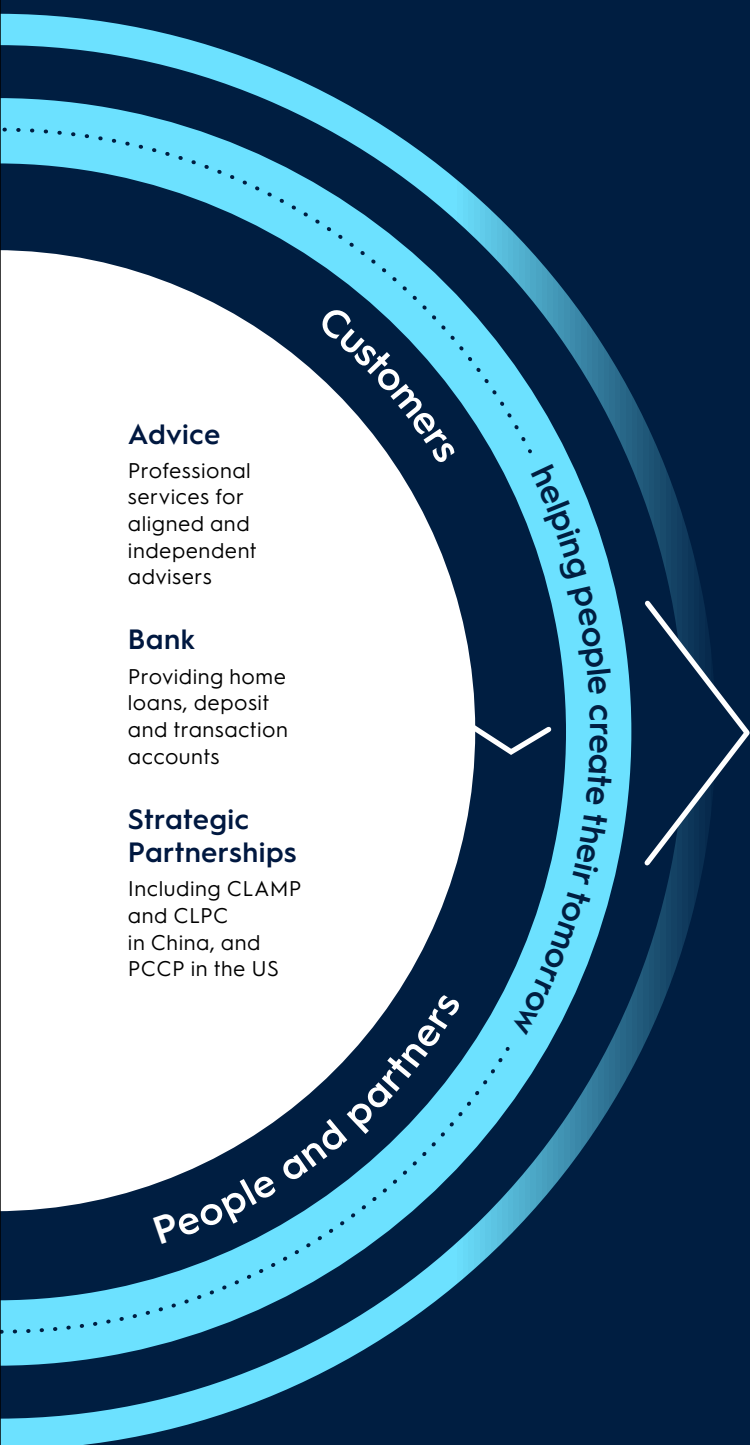 Customers
Advice
Professional
services for
aligned and
independent
advisers
Bank
Providing home
loans, deposit
and transaction
accounts
Strategic
Partnerships
Including CLAMP
and CLPC
in China, and
PCCP in the US
People and partners
helping people create their tomorrow